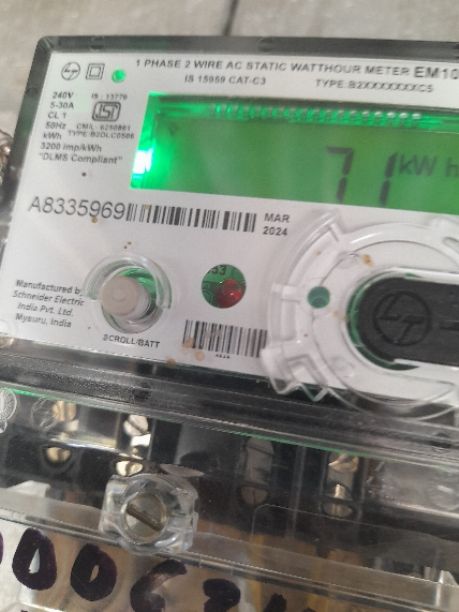 1 PHASE 2 WIRE AC STATIC WATTHOUR METER EM10
IS 15959 CAT-C3
TYPE:B2XXXXXXXXCS
240V
IS : 13779
5-30A
CL 1
50Hz
CM/L
kWh
3200 imp/kWh
"DLMS Compliant"
71 kW h
A8335969
MAR
2024
Manufactured by
Schneider Electric
India Pvt. Ltd.
Mysuru, India
SCROLL/BATT